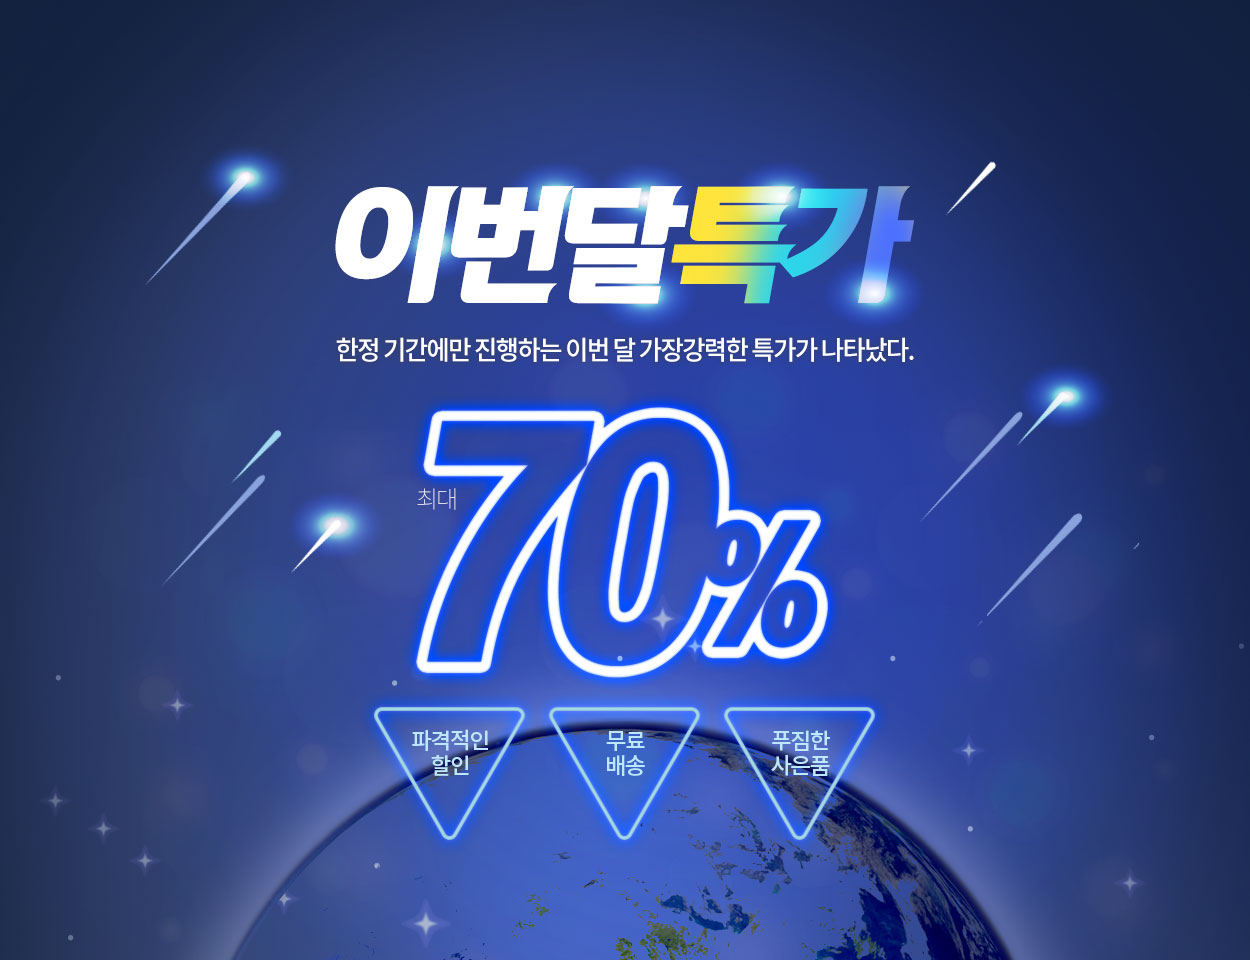 이번달특가
한정 기간에만 진행하는 이번 달 가장강력한 특가가 나타났다.
최대
70%
파격적인
할인
무료
배송
푸짐한
사은품